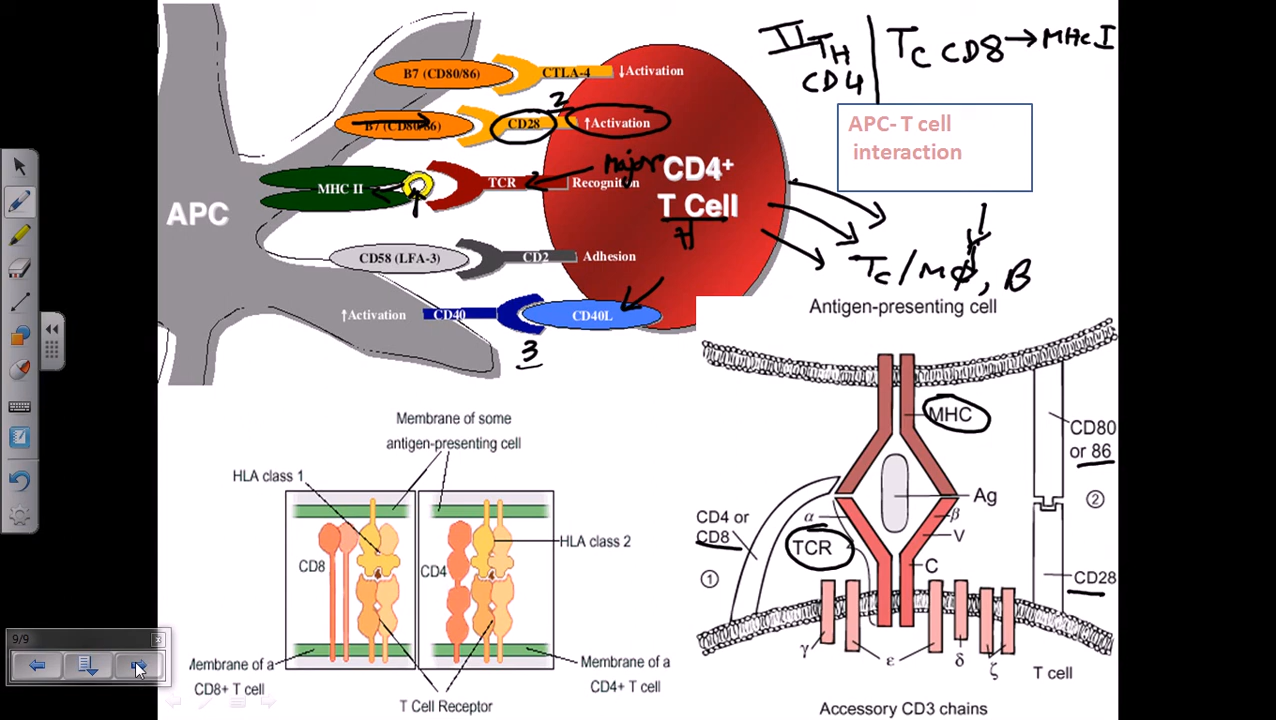 B7 (CD80/86) CTLA-4 ↓Activation
2
B7 (CD80/86) CD28 ↑Activation
MHC II TCR Recognition major
APC
CD4+
T Cell
H
CD58 (LFA-3) CD2 Adhesion
↑Activation CD40 CD40L
3
II TH | TC CD8 → MHC I
CD4
APC- T cell
interaction
Tc/MΦ, B
Antigen-presenting cell
MHC
CD80
or 86
Ag
②
CD4 or
CD8
α
β
TCR
V
C
①
CD28
γ
ε
δ
ζ
T cell
Accessory CD3 chains
Membrane of some
antigen-presenting cell
HLA class 1
HLA class 2
CD8
CD4
Membrane of a
CD8+ T cell
T Cell Receptor
Membrane of a
CD4+ T cell
9/9